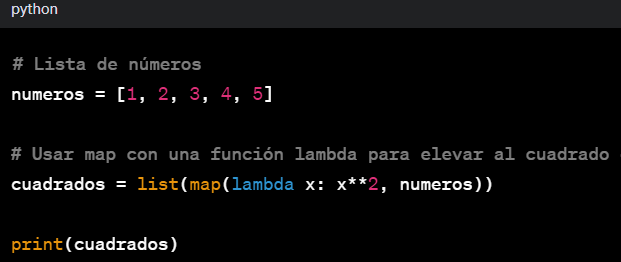 python
# Lista de números
numeros = [1, 2, 3, 4, 5]
# Usar map con una función lambda para elevar al cuadrado
cuadrados = list(map(lambda x: x**2, numeros))
print(cuadrados)